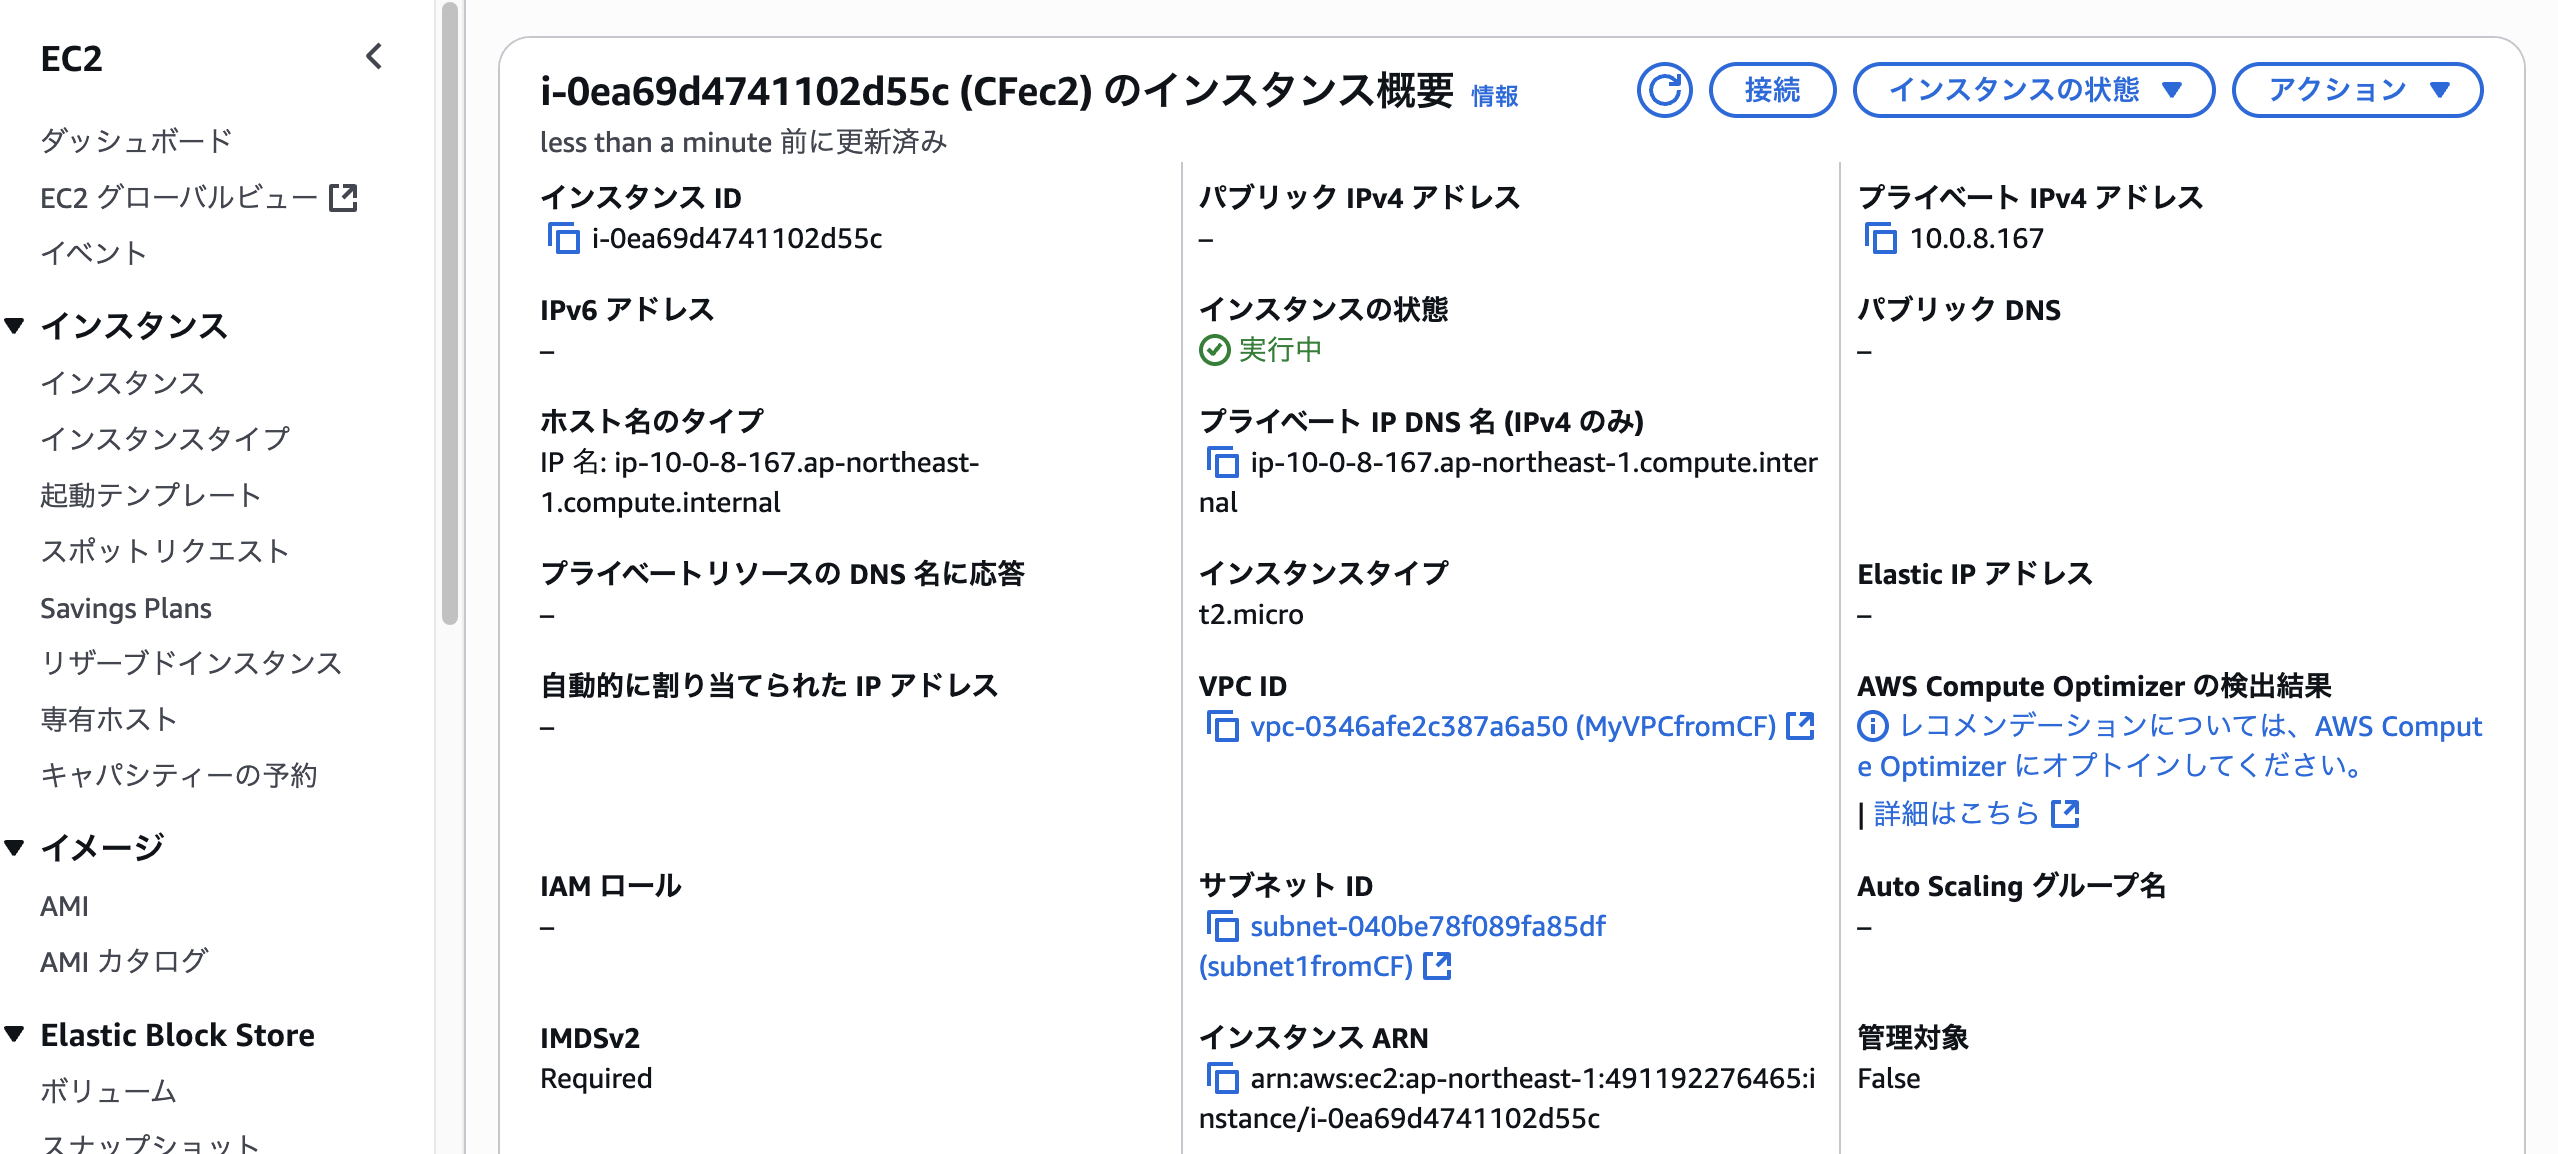 EC2
ダッシュボード
EC2 グローバルビュー
イベント
インスタンス
インスタンス
インスタンスタイプ
起動テンプレート
スポットリクエスト
Savings Plans
リザーブドインスタンス
専有ホスト
キャパシティーの予約
イメージ
AMI
AMI カタログ
Elastic Block Store
ボリューム
スナップショット
i-0ea69d4741102d55c (CFec2) のインスタンス概要 情報
接続
インスタンスの状態
アクション
less than a minute 前に更新済み
インスタンス ID
i-0ea69d4741102d55c
パブリック IPv4 アドレス
–
プライベート IPv4 アドレス
10.0.8.167
IPv6 アドレス
–
インスタンスの状態
実行中
パブリック DNS
–
ホスト名のタイプ
IP 名: ip-10-0-8-167.ap-northeast-
1.compute.internal
プライベート IP DNS 名 (IPv4 のみ)
ip-10-0-8-167.ap-northeast-1.compute.inter
nal
プライベートリソースの DNS 名に応答
–
インスタンスタイプ
t2.micro
Elastic IP アドレス
–
自動的に割り当てられた IP アドレス
–
VPC ID
vpc-0346afe2c387a6a50 (MyVPCfromCF)
AWS Compute Optimizer の検出結果
レコメンデーションについては、AWS Comput
e Optimizer にオプトインしてください。
| 詳細はこちら
IAM ロール
–
サブネット ID
subnet-040be78f089fa85df
(subnet1fromCF)
Auto Scaling グループ名
–
IMDSv2
Required
インスタンス ARN
arn:aws:ec2:ap-northeast-1:491192276465:i
nstance/i-0ea69d4741102d55c
管理対象
False